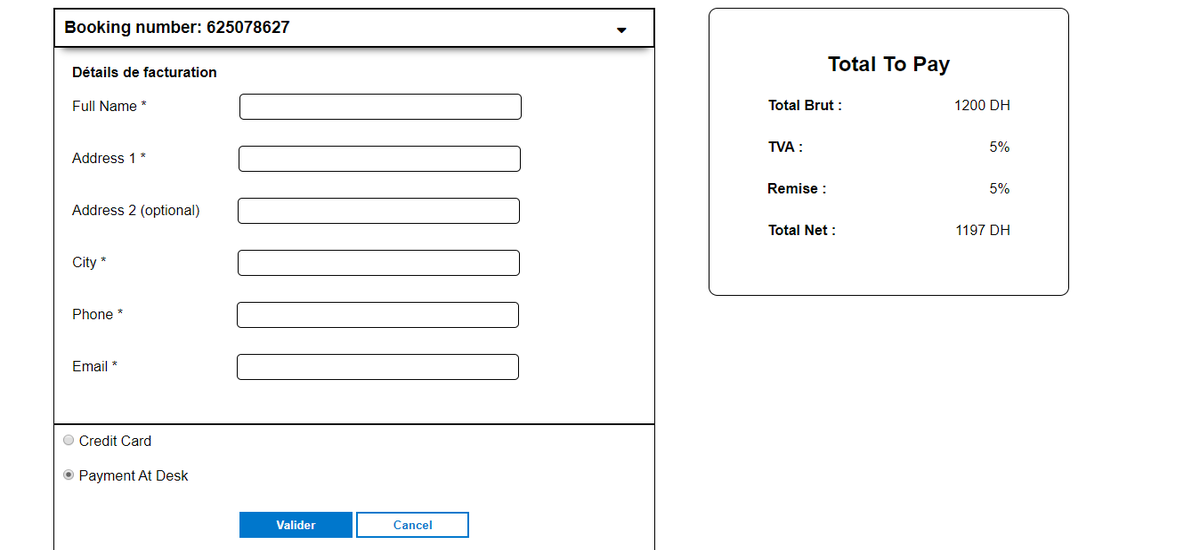 Booking number: 625078627
Détails de facturation
Full Name *
Address 1 *
Address 2 (optional)
City *
Phone *
Email *
Credit Card
Payment At Desk
Valider Cancel
Total To Pay
Total Brut : 1200 DH
TVA : 5%
Remise : 5%
Total Net : 1197 DH